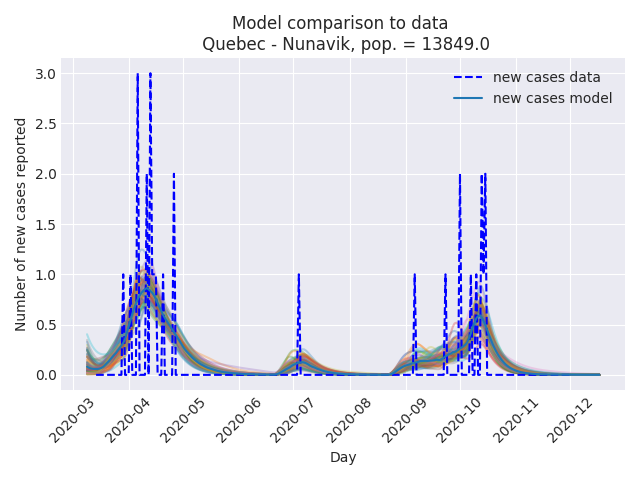 Model comparison to data
Quebec - Nunavik, pop. = 13849.0
new cases data
new cases model
Number of new cases reported
3.0
2.5
2.0
1.5
1.0
0.5
0.0
2020-03
2020-04
2020-05
2020-06
2020-07
2020-08
2020-09
2020-10
2020-11
2020-12
Day